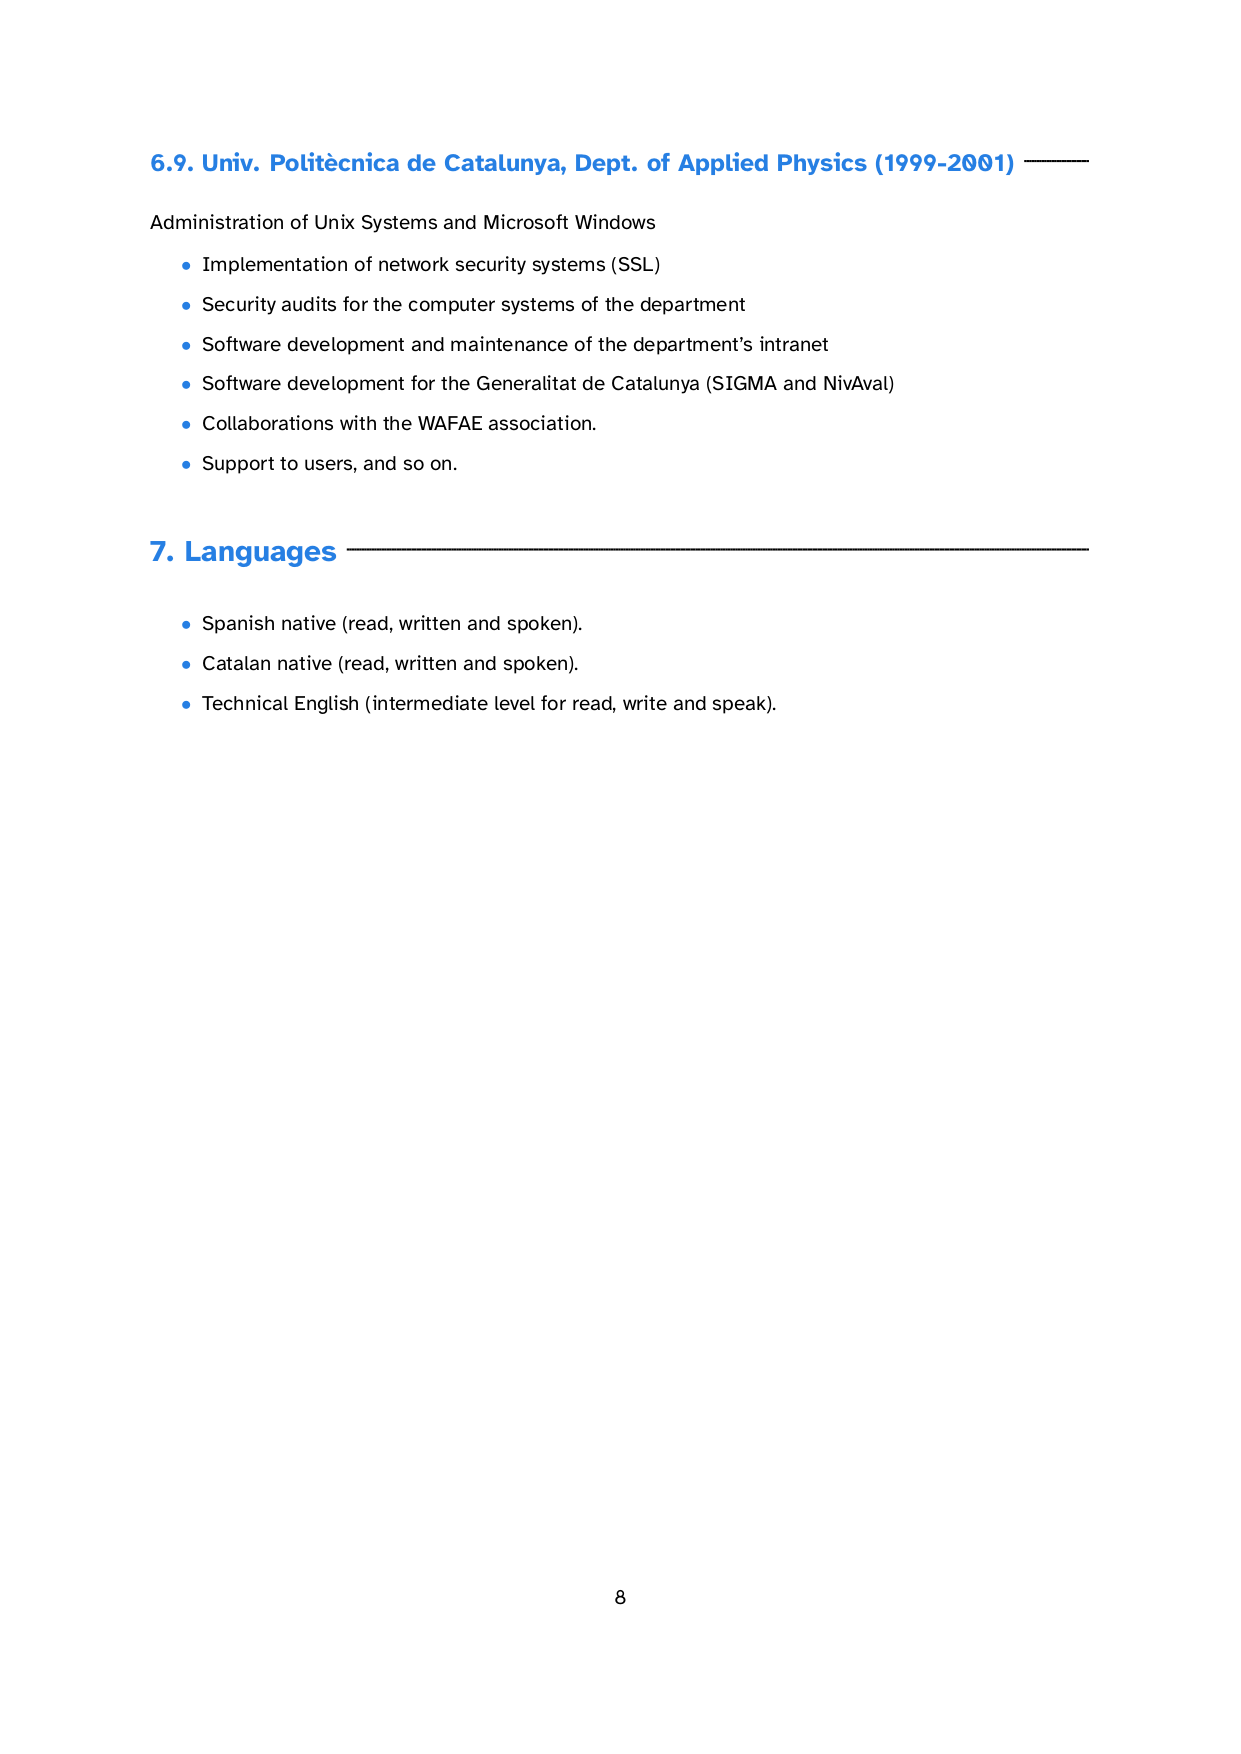 6.9. Univ. Politècnica de Catalunya, Dept. of Applied Physics (1999-2001)
Administration of Unix Systems and Microsoft Windows
• Implementation of network security systems (SSL)
• Security audits for the computer systems of the department
• Software development and maintenance of the department’s intranet
• Software development for the Generalitat de Catalunya (SIGMA and NivAval)
• Collaborations with the WAFAE association.
• Support to users, and so on.
7. Languages
• Spanish native (read, written and spoken).
• Catalan native (read, written and spoken).
• Technical English (intermediate level for read, write and speak).
8